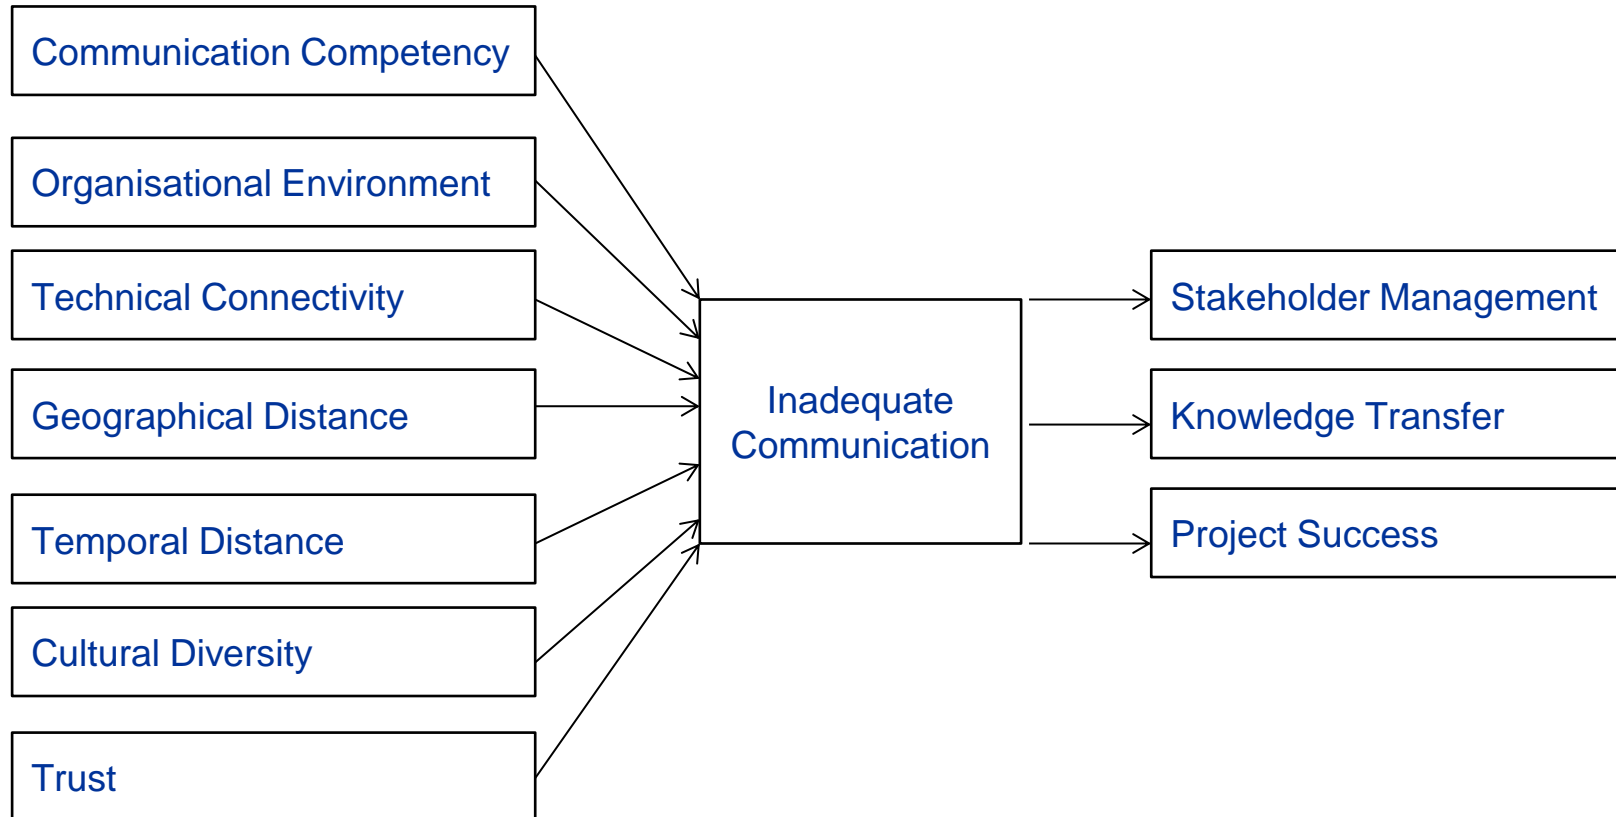 Communication Competency
Organisational Environment
Technical Connectivity
Geographical Distance
Temporal Distance
Cultural Diversity
Trust
Inadequate
Communication
Stakeholder Management
Knowledge Transfer
Project Success